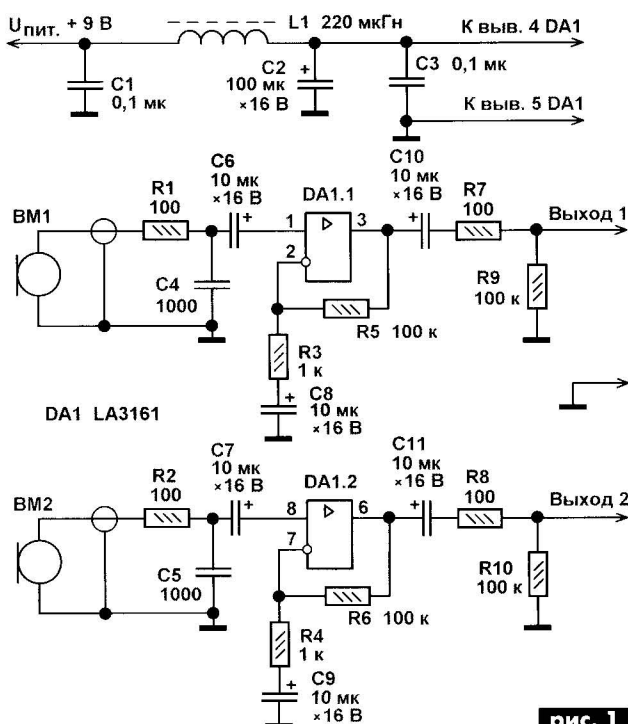 Uпит. + 9 В
L1 220 мкГн
К выв. 4 DA1
C1
0,1 мк
C2
100 мк
×16 В
+
C3 0,1 мк
К выв. 5 DA1
BM1
R1
100
C6
10 мк
×16 В
+
DA1.1
1
2
3
C10
10 мк
×16 В
+
R7
100
Выход 1
C4
1000
R5 100 к
R9
100 к
R3
1 к
+
C8
10 мк
×16 В
DA1 LA3161
BM2
R2
100
C7
10 мк
×16 В
+
DA1.2
8
7
6
C11
10 мк
×16 В
+
R8
100
Выход 2
C5
1000
R6 100 к
R10
100 к
R4
1 к
+
C9
10 мк
×16 В
рис. 1